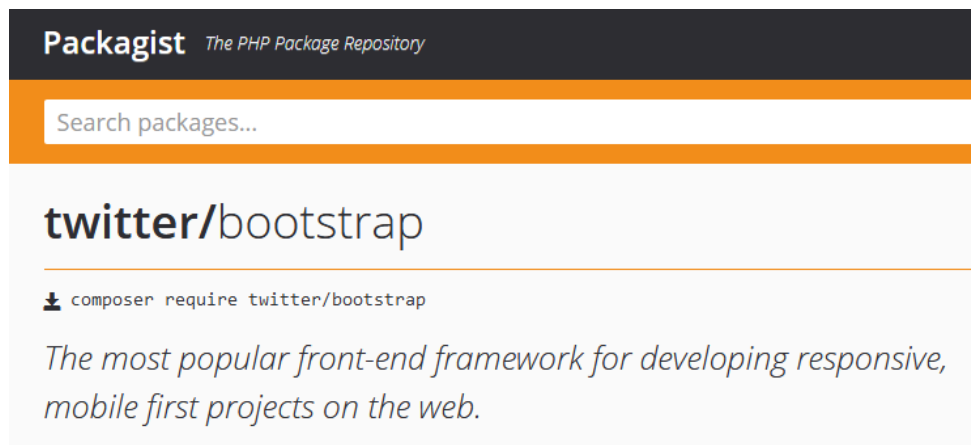 Packagist The PHP Package Repository
Search packages...
twitter/bootstrap
composer require twitter/bootstrap
The most popular front-end framework for developing responsive,
mobile first projects on the web.